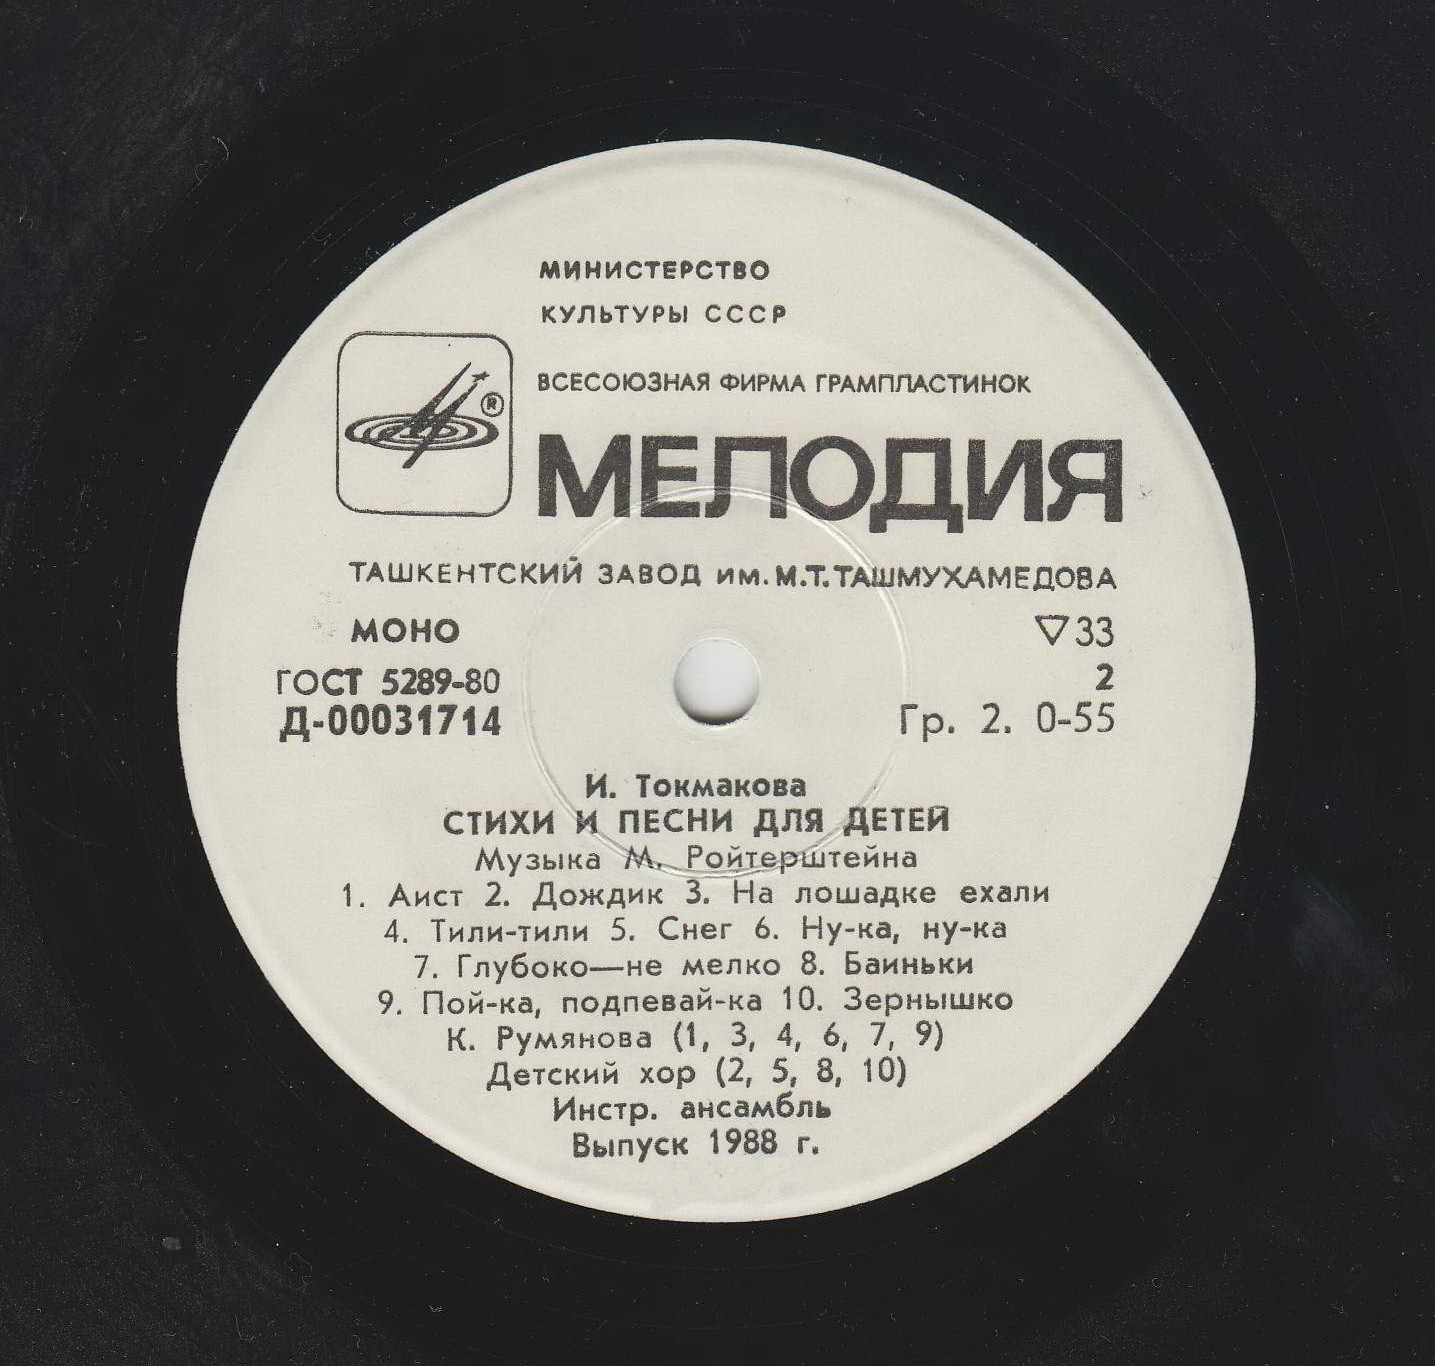 МИНИСТЕРСТВО
КУЛЬТУРЫ СССР
ВСЕСОЮЗНАЯ ФИРМА ГРАМПЛАСТИНОК
®
МЕЛОДИЯ
ТАШКЕНТСКИЙ ЗАВОД им. М.Т. ТАШМУХАМЕДОВА
МОНО ▽33
ГОСТ 5289-80 2
Д-00031714 Гр. 2. 0-55
И. Токмакова
СТИХИ И ПЕСНИ ДЛЯ ДЕТЕЙ
Музыка М. Ройтерштейна
1. Аист 2. Дождик 3. На лошадке ехали
4. Тили-тили 5. Снег 6. Ну-ка, ну-ка
7. Глубоко—не мелко 8. Баиньки
9. Пой-ка, подпевай-ка 10. Зернышко
К. Румянова (1, 3, 4, 6, 7, 9)
Детский хор (2, 5, 8, 10)
Инстр. ансамбль
Выпуск 1988 г.